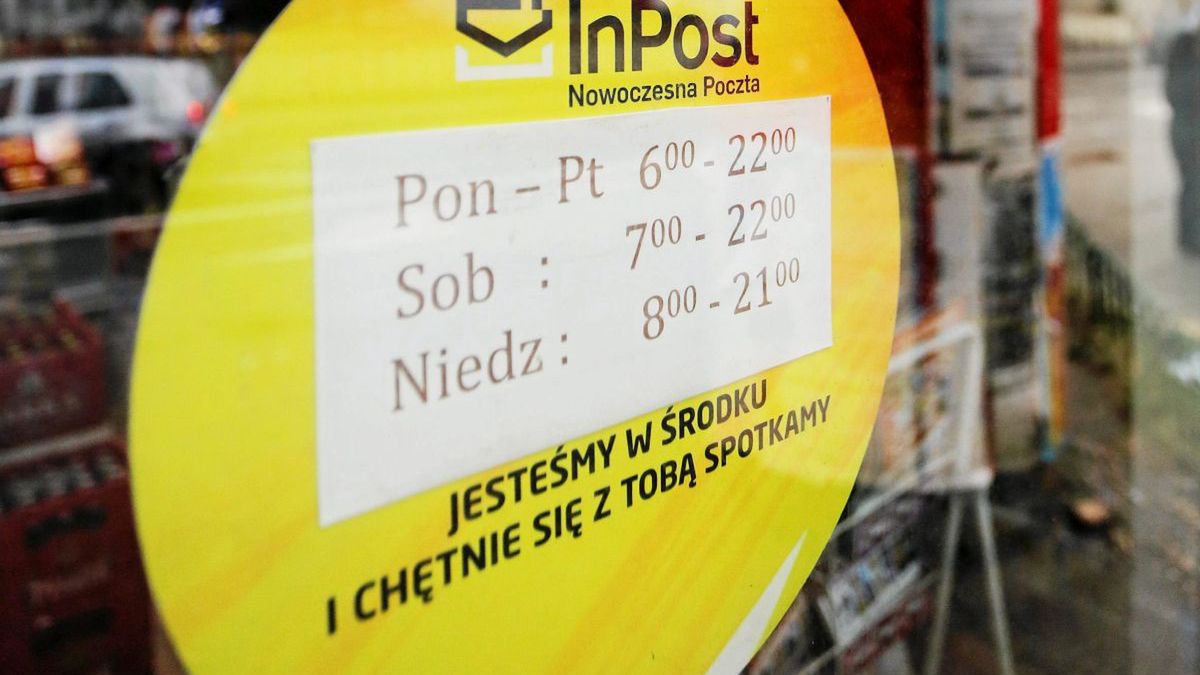 InPost
Nowoczesna Poczta
Pon – Pt 6⁰⁰ - 22⁰⁰
Sob : 7⁰⁰ - 22⁰⁰
Niedz : 8⁰⁰ - 21⁰⁰
JESTEŚMY W ŚRODKU
I CHĘTNIE SIĘ Z TOBĄ SPOTKAMY